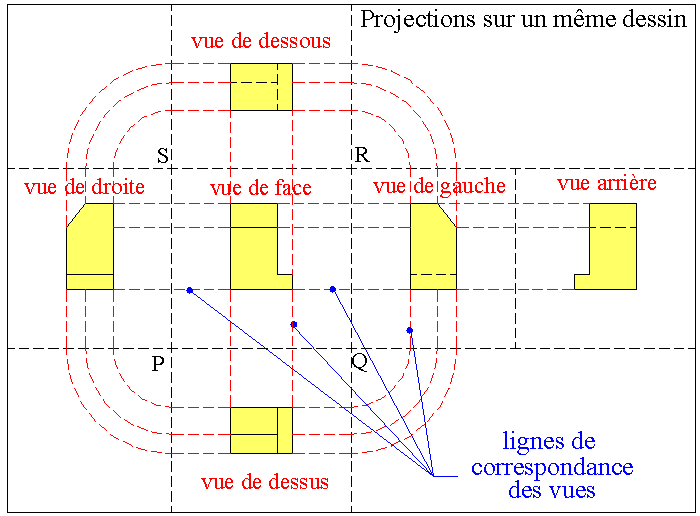 Projections sur un même dessin
vue de dessous
S
R
vue de droite
vue de face
vue de gauche
vue arrière
P
Q
vue de dessus
lignes de
correspondance
des vues